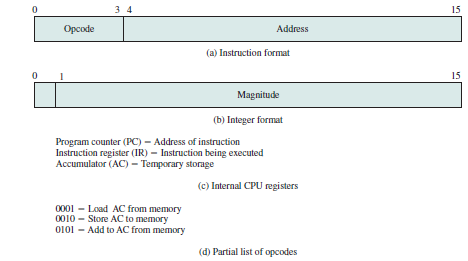 0 3 4 15
Opcode Address
(a) Instruction format
0 1 15
Magnitude
(b) Integer format
Program counter (PC) = Address of instruction
Instruction register (IR) = Instruction being executed
Accumulator (AC) = Temporary storage
(c) Internal CPU registers
0001 = Load AC from memory
0010 = Store AC to memory
0101 = Add to AC from memory
(d) Partial list of opcodes